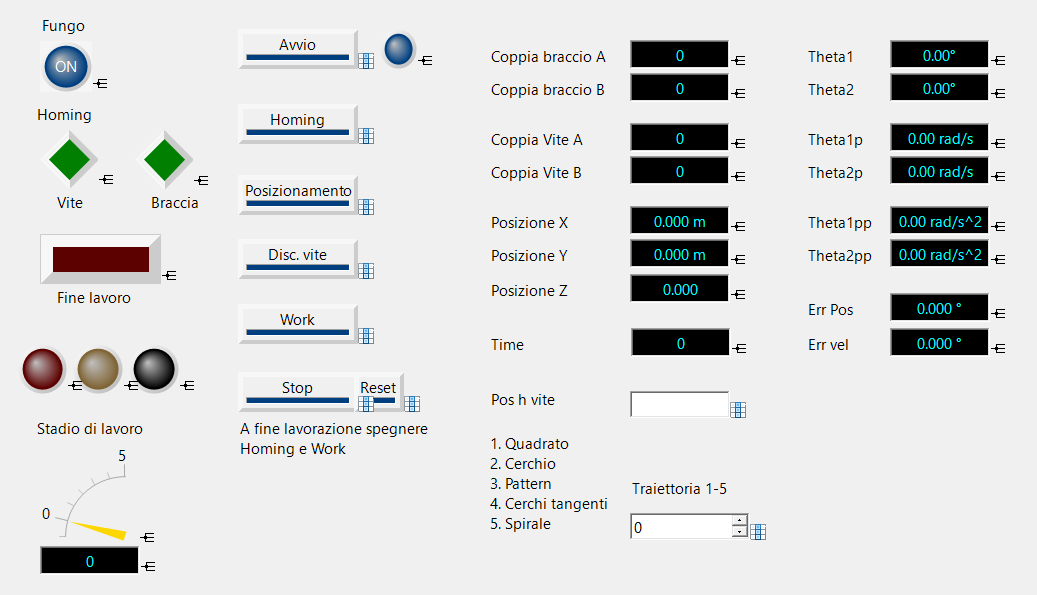 Fungo
ON
Homing
Vite
Braccia
Fine lavoro
Stadio di lavoro
5
0
0
Avvio
Homing
Posizionamento
Disc. vite
Work
Stop
Reset
A fine lavorazione spegnere
Homing e Work
Coppia braccio A 0
Coppia braccio B 0
Coppia Vite A 0
Coppia Vite B 0
Posizione X 0.000 m
Posizione Y 0.000 m
Posizione Z 0.000
Time 0
Pos h vite
1. Quadrato
2. Cerchio
3. Pattern
4. Cerchi tangenti
5. Spirale
Traiettoria 1-5
0
Theta1 0.00°
Theta2 0.00°
Theta1p 0.00 rad/s
Theta2p 0.00 rad/s
Theta1pp 0.00 rad/s^2
Theta2pp 0.00 rad/s^2
Err Pos 0.000 °
Err vel 0.000 °